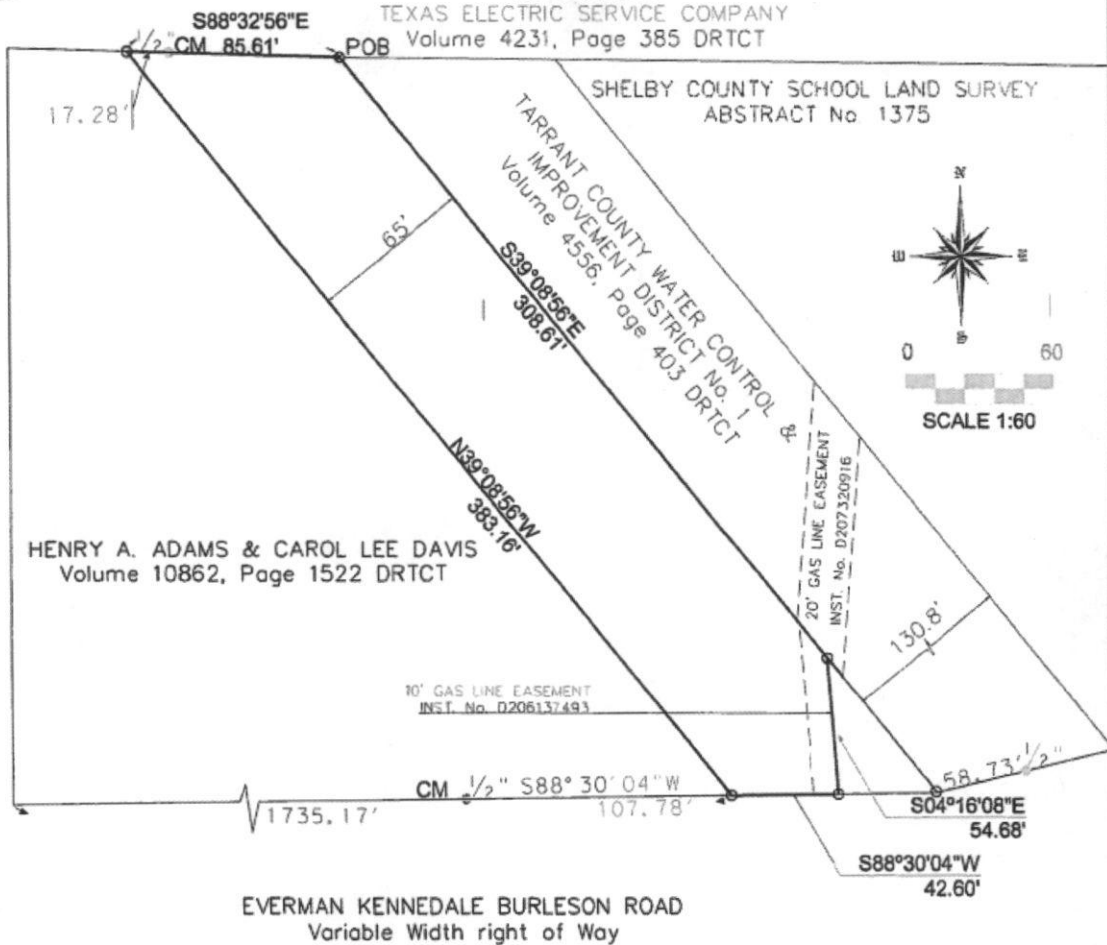 TEXAS ELECTRIC SERVICE COMPANY
Volume 4231, Page 385 DRTCT
S88°32'56"E
1/2" CM 85.61'
POB
17.28'
SHELBY COUNTY SCHOOL LAND SURVEY
ABSTRACT No. 1375
TARRANT COUNTY WATER CONTROL &
IMPROVEMENT DISTRICT No. 1
Volume 4556, Page 403 DRTCT
65'
S39°08'56"E
308.61'
N
W
E
S
0 60
SCALE 1:60
N39°08'56"W
383.16'
20' GAS LINE EASEMENT
INST. No. D207320916
HENRY A. ADAMS & CAROL LEE DAVIS
Volume 10862, Page 1522 DRTCT
130.8'
10' GAS LINE EASEMENT
INST. No. D206137493
58.73' 1/2"
CM 1/2" S88°30'04"W
1735.17'
107.78'
S04°16'08"E
54.68'
S88°30'04"W
42.60'
EVERMAN KENNEDALE BURLESON ROAD
Variable Width right of Way